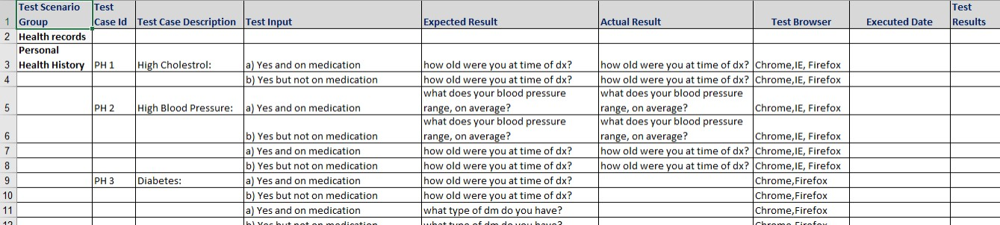 Test Scenario Group Test Case Id Test Case Description Test Input Expected Result Actual Result Test Browser Executed Date Test Results
1
2 Health records
Personal
3 Health History PH 1 High Cholestrol: a) Yes and on medication how old were you at time of dx? how old were you at time of dx? Chrome,IE, Firefox
4 b) Yes but not on medication how old were you at time of dx? how old were you at time of dx? Chrome,IE, Firefox
what does your blood pressure what does your blood pressure
5 PH 2 High Blood Pressure: a) Yes and on medication range, on average? range, on average? Chrome,IE, Firefox
what does your blood pressure what does your blood pressure
6 b) Yes but not on medication range, on average? range, on average? Chrome,IE, Firefox
7 a) Yes and on medication how old were you at time of dx? how old were you at time of dx? Chrome,IE, Firefox
8 b) Yes but not on medication how old were you at time of dx? how old were you at time of dx? Chrome,IE, Firefox
9 PH 3 Diabetes: a) Yes and on medication how old were you at time of dx? Chrome,Firefox
10 b) Yes but not on medication how old were you at time of dx? Chrome,Firefox
11 a) Yes and on medication what type of dm do you have? Chrome,Firefox
12 b) Yes but not on medication what type of dm do you have? Chrome,Firefox